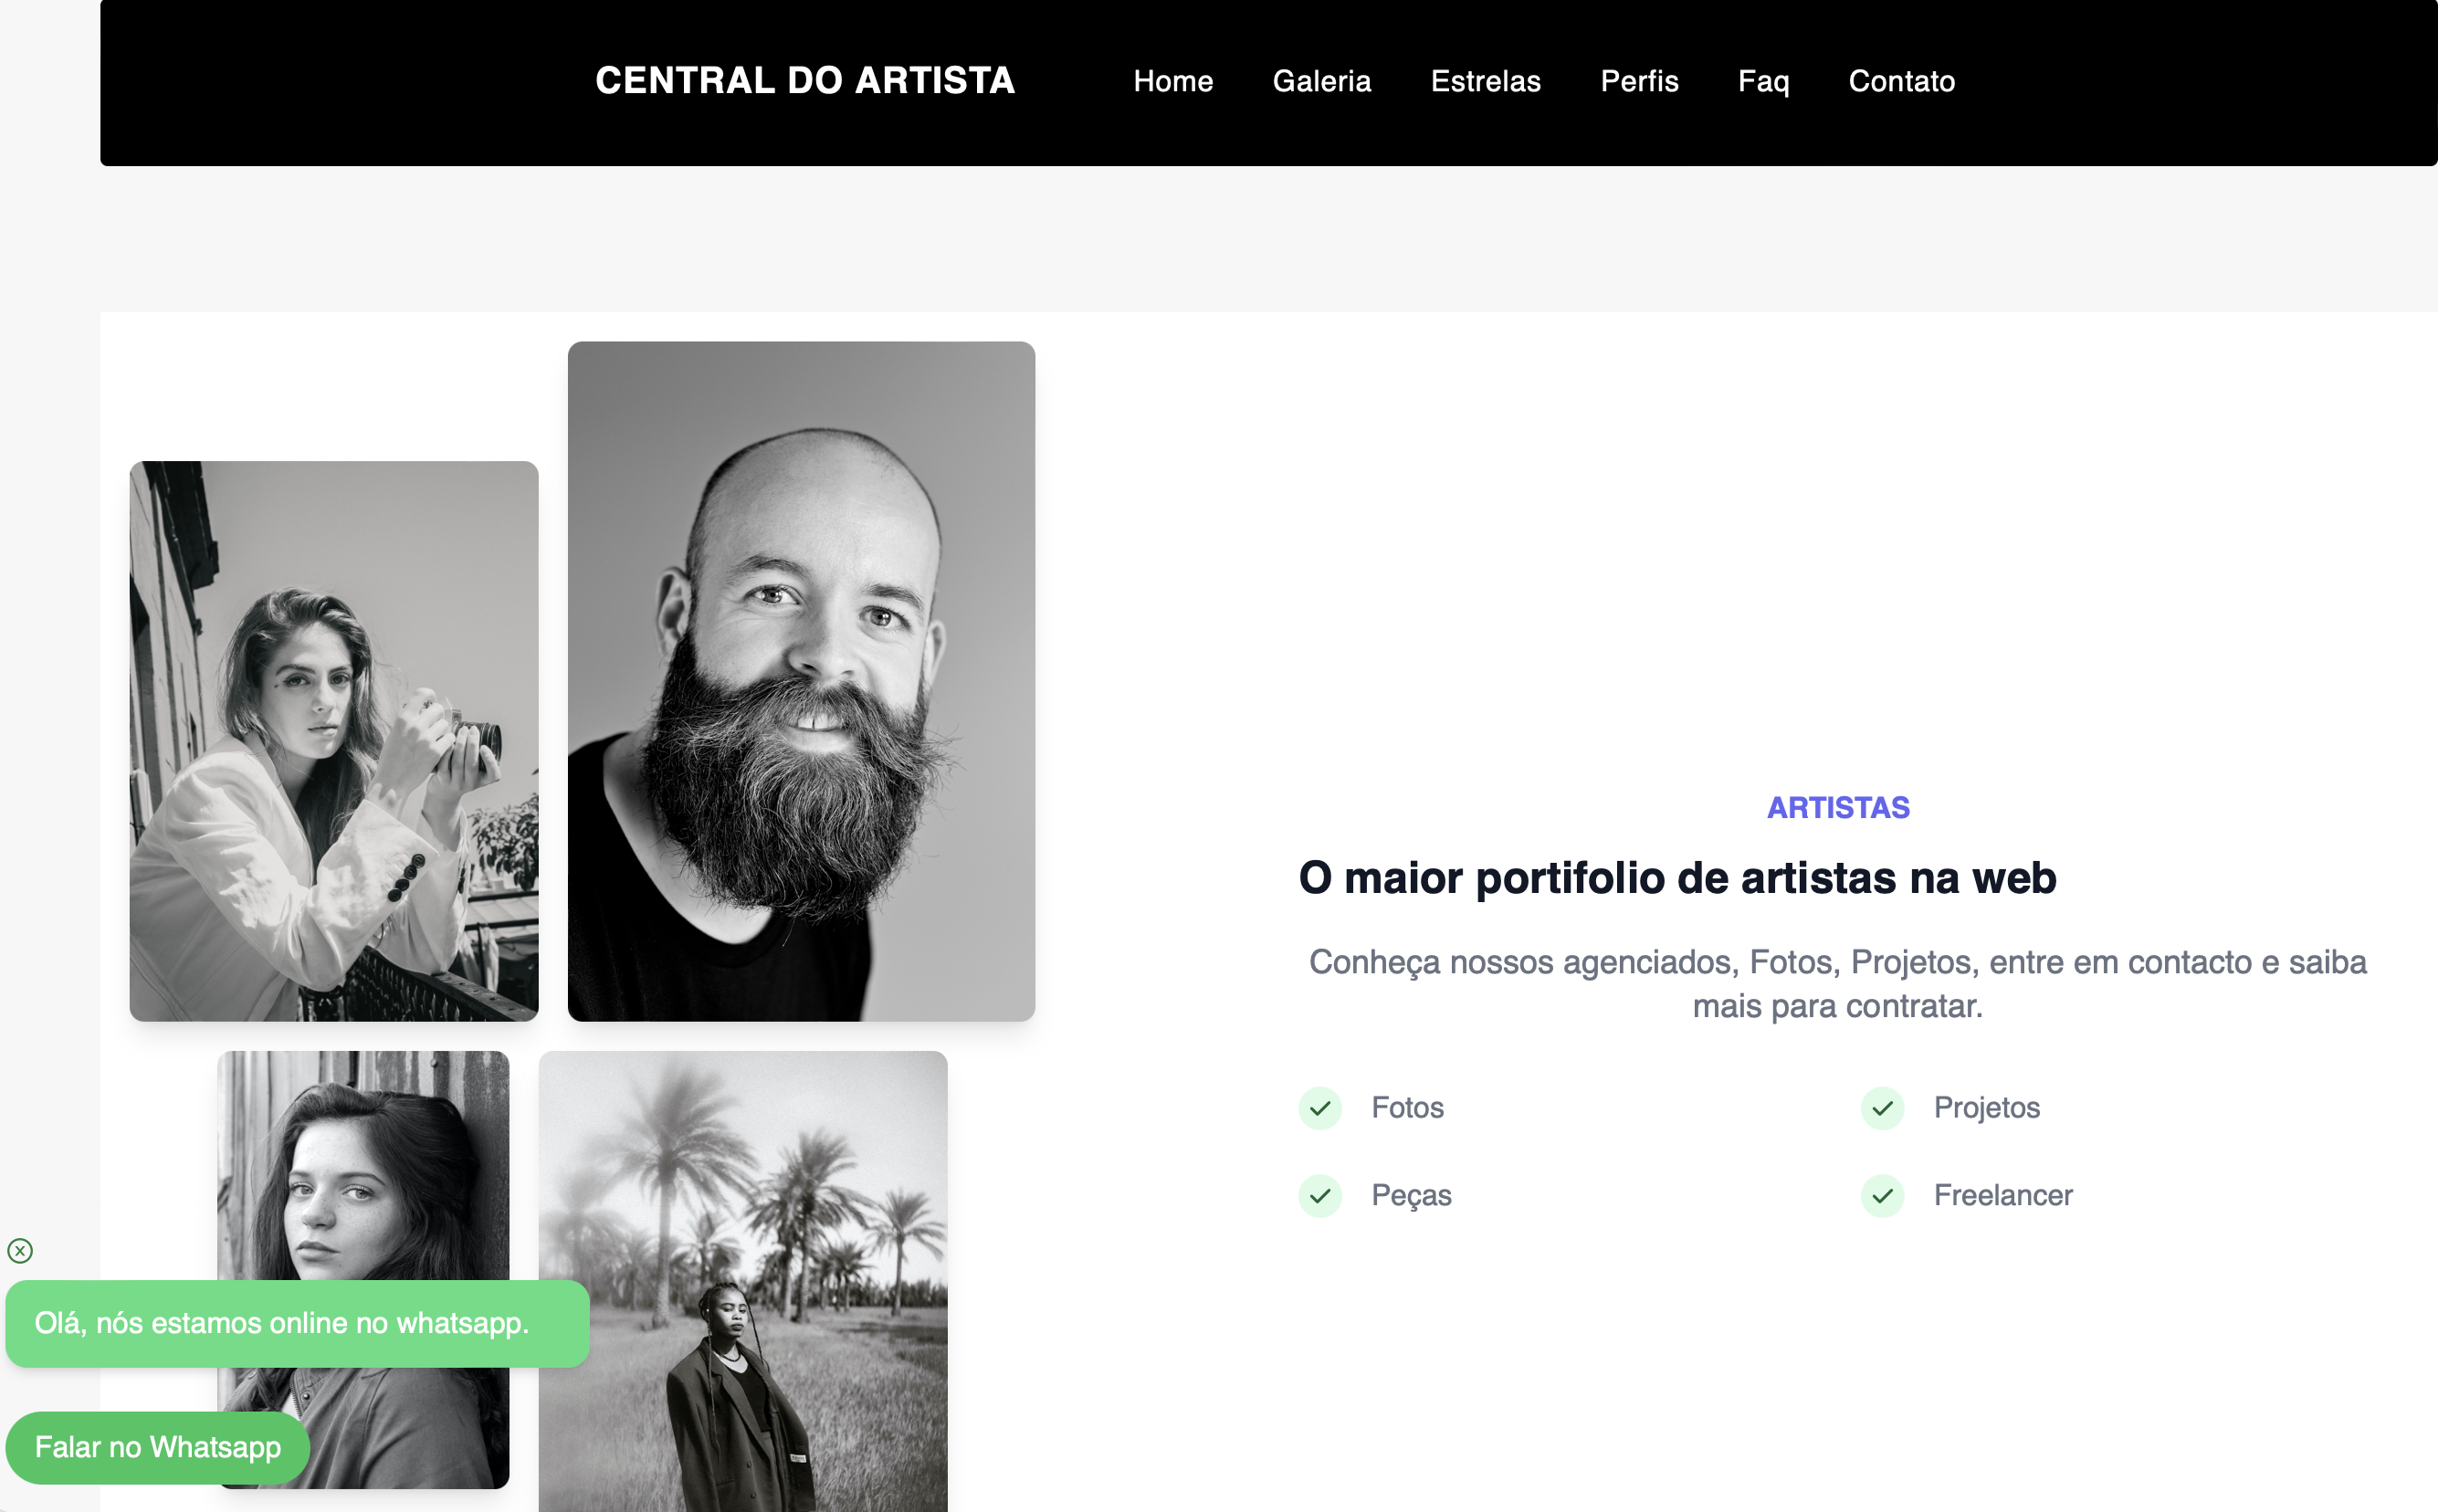 CENTRAL DO ARTISTA
Home Galeria Estrelas Perfis Faq Contato
ARTISTAS
O maior portifolio de artistas na web
Conheça nossos agenciados, Fotos, Projetos, entre em contacto e saiba
mais para contratar.
Fotos Projetos
Peças Freelancer
Olá, nós estamos online no whatsapp.
Falar no Whatsapp